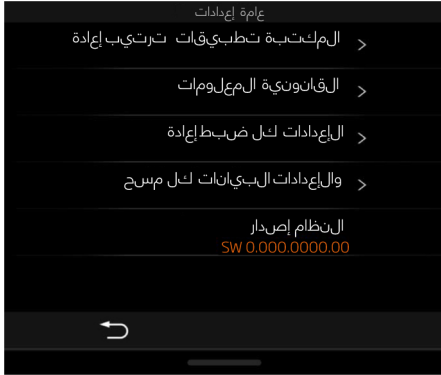 عامة إعدادات
المكتبة تطبيقات ترتيب إعادة
القانونية المعلومات
الإعدادات كل ضبط إعادة
والإعدادات البيانات كل مسح
النظام إصدار
SW 0.000.0000.00